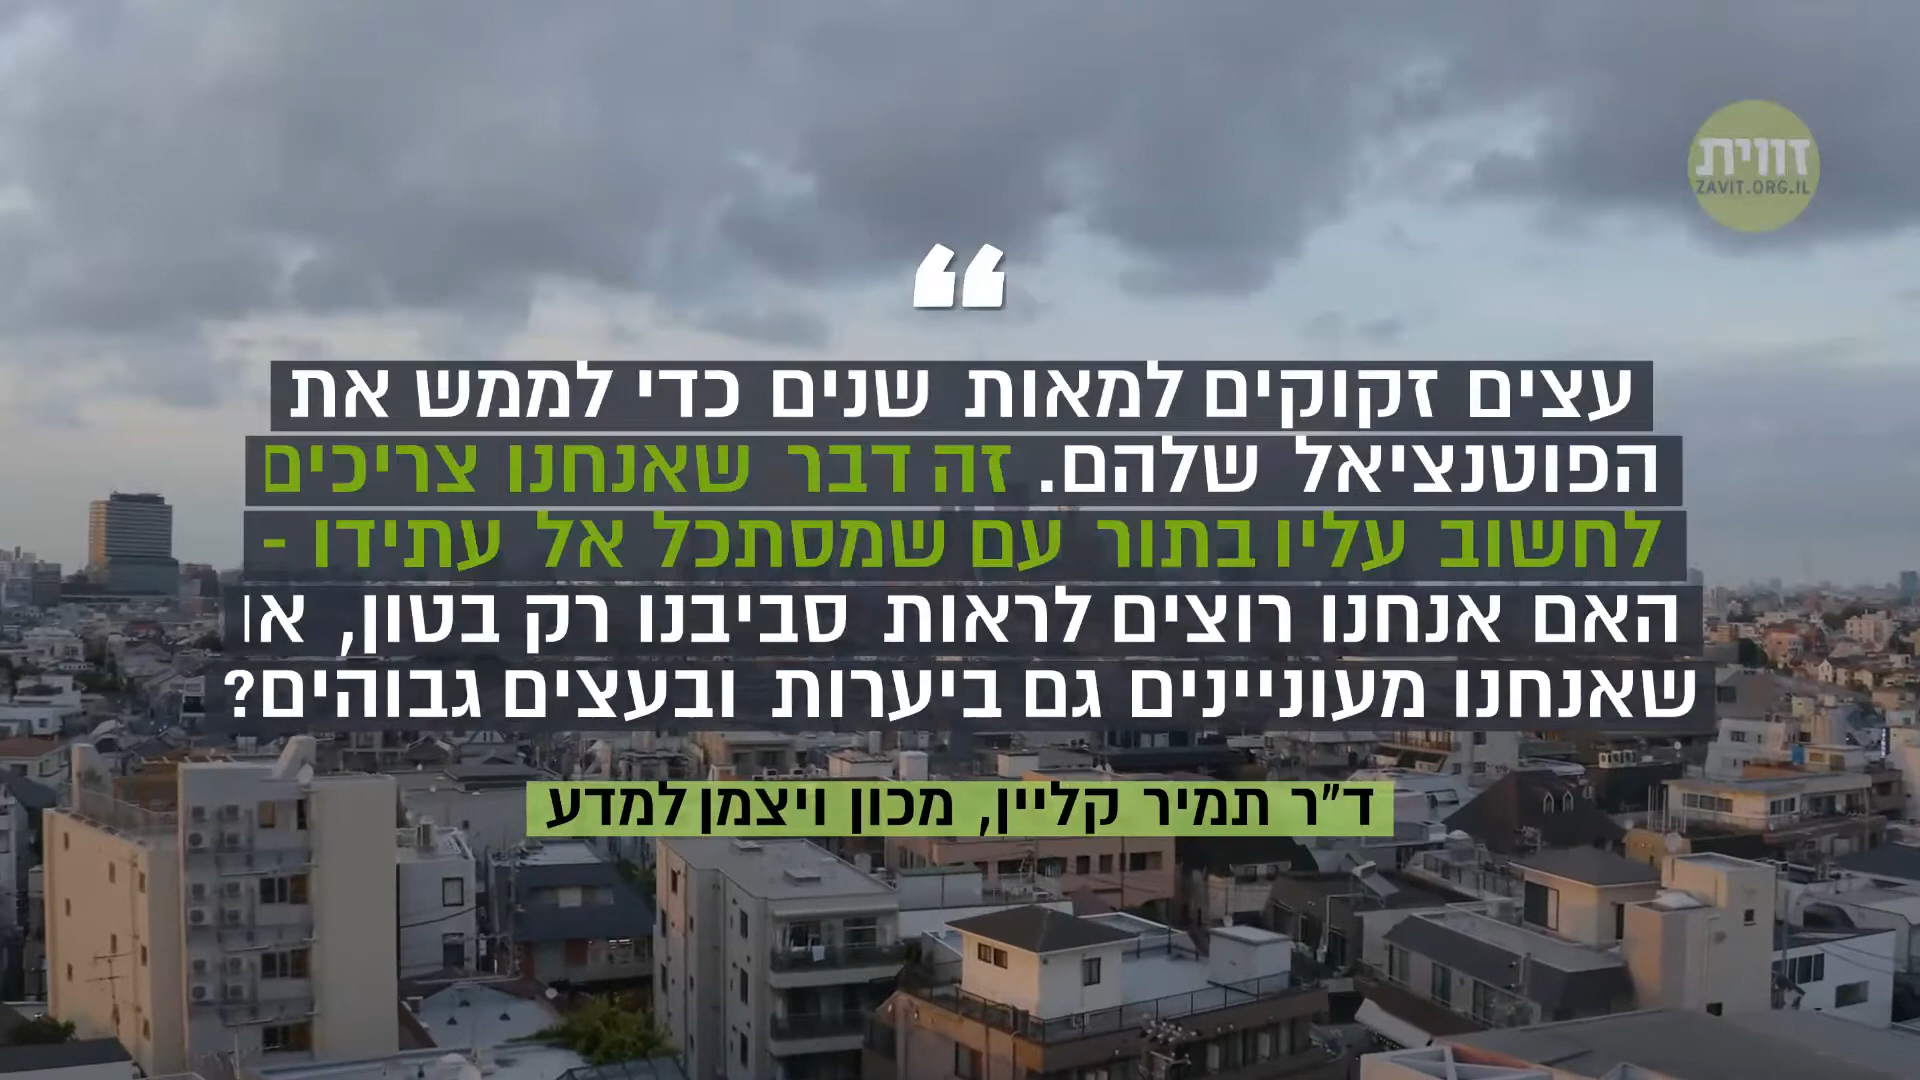 זווית
ZAVIT.ORG.IL
❝
עצים זקוקים למאות שנים כדי לממש את
הפוטנציאל שלהם. זה דבר שאנחנו צריכים
לחשוב עליו בתור עם שמסתכל אל עתידו -
האם אנחנו רוצים לראות סביבנו רק בטון, או
שאנחנו מעוניינים גם ביערות ובעצים גבוהים?
ד"ר תמיר קליין, מכון ויצמן למדע